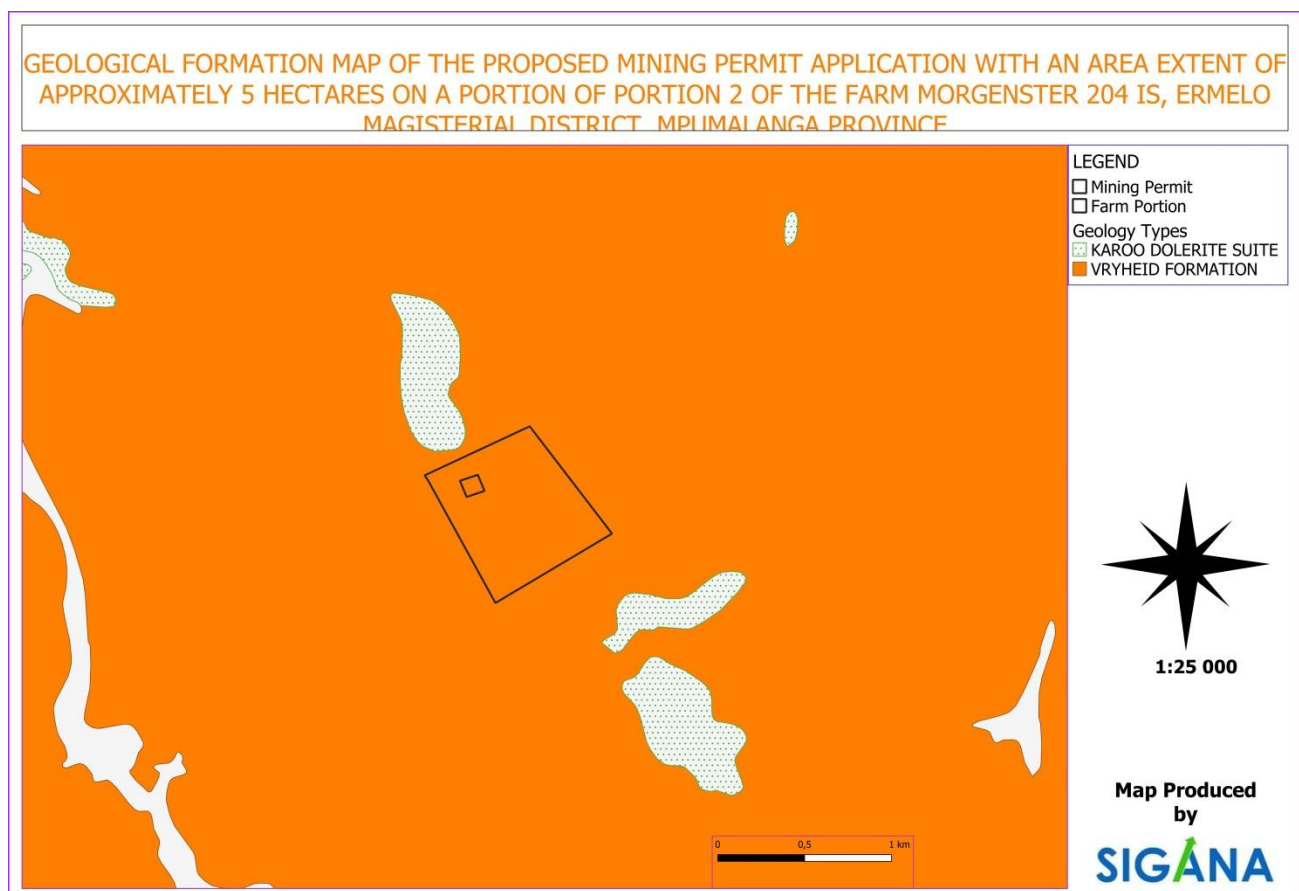 GEOLOGICAL FORMATION MAP OF THE PROPOSED MINING PERMIT APPLICATION WITH AN AREA EXTENT OF
APPROXIMATELY 5 HECTARES ON A PORTION OF PORTION 2 OF THE FARM MORGENSTER 204 IS, ERMELO
MAGISTERIAL DISTRICT, MPUMALANGA PROVINCE
LEGEND
Mining Permit
Farm Portion
Geology Types
KAROO DOLERITE SUITE
VRYHEID FORMATION
1:25 000
Map Produced
by
SIGANA
0 0,5 1 km